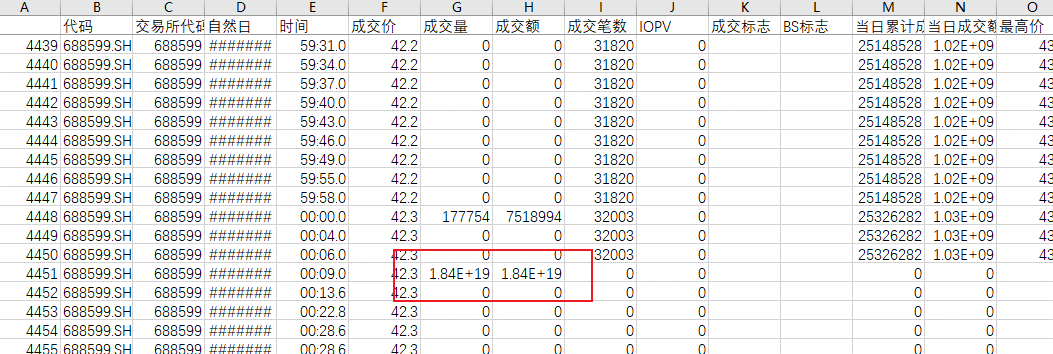 A B C D E F G H I J K L M N O
代码 交易所代码 自然日 时间 成交价 成交量 成交额 成交笔数 IOPV 成交标志 BS标志 当日累计成 当日成交额 最高价
4439 688599.SH 688599 ####### 59:31.0 42.2 0 0 31820 0 25148528 1.02E+09 43
4440 688599.SH 688599 ####### 59:34.0 42.2 0 0 31820 0 25148528 1.02E+09 43
4441 688599.SH 688599 ####### 59:37.0 42.2 0 0 31820 0 25148528 1.02E+09 43
4442 688599.SH 688599 ####### 59:40.0 42.2 0 0 31820 0 25148528 1.02E+09 43
4443 688599.SH 688599 ####### 59:43.0 42.2 0 0 31820 0 25148528 1.02E+09 43
4444 688599.SH 688599 ####### 59:46.0 42.2 0 0 31820 0 25148528 1.02E+09 43
4445 688599.SH 688599 ####### 59:49.0 42.2 0 0 31820 0 25148528 1.02E+09 43
4446 688599.SH 688599 ####### 59:55.0 42.2 0 0 31820 0 25148528 1.02E+09 43
4447 688599.SH 688599 ####### 59:58.0 42.2 0 0 31820 0 25148528 1.02E+09 43
4448 688599.SH 688599 ####### 00:00.0 42.3 177754 7518994 32003 0 25326282 1.03E+09 43
4449 688599.SH 688599 ####### 00:04.0 42.3 0 0 32003 0 25326282 1.03E+09 43
4450 688599.SH 688599 ####### 00:06.0 42.3 0 0 32003 0 25326282 1.03E+09 43
4451 688599.SH 688599 ####### 00:09.0 42.3 1.84E+19 1.84E+19 0 0 0 0
4452 688599.SH 688599 ####### 00:13.6 42.3 0 0 0 0 0 0
4453 688599.SH 688599 ####### 00:22.8 42.3 0 0 0 0 0 0
4454 688599.SH 688599 ####### 00:28.6 42.3 0 0 0 0 0 0
4455 688599.SH 688599 ####### 00:28.6 42.3 0 0 0 0 0 0